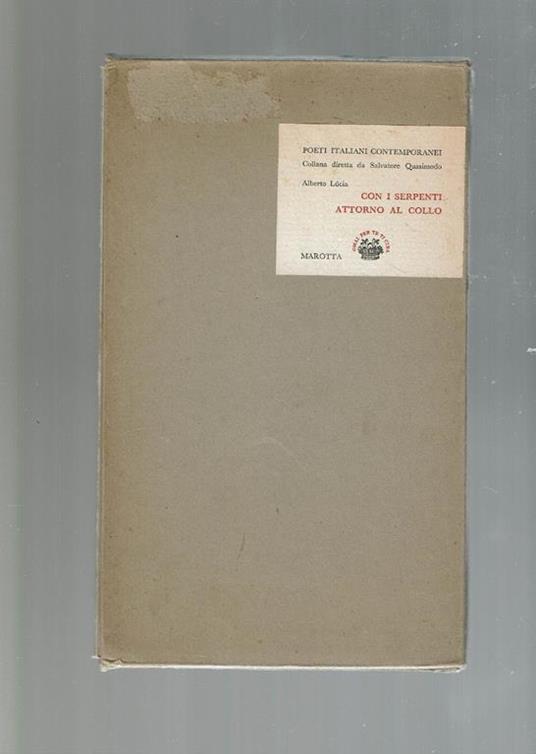 POETI ITALIANI CONTEMPORANEI
Collana diretta da Salvatore Quasimodo
Alberto Lùcia
CON I SERPENTI
ATTORNO AL COLLO
MAROTTA